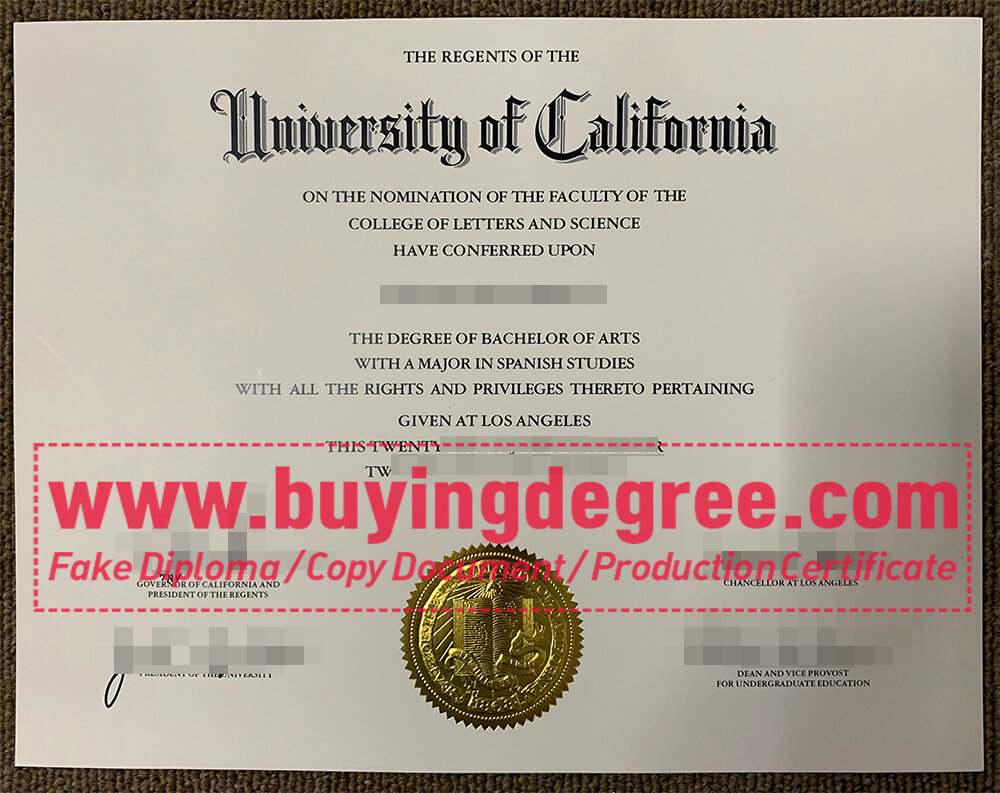 THE REGENTS OF THE
University of California
ON THE NOMINATION OF THE FACULTY OF THE
COLLEGE OF LETTERS AND SCIENCE
HAVE CONFERRED UPON
THE DEGREE OF BACHELOR OF ARTS
WITH A MAJOR IN SPANISH STUDIES
WITH ALL THE RIGHTS AND PRIVILEGES THERETO PERTAINING
GIVEN AT LOS ANGELES
THIS TWENTY
www.buyingdegree.com
Fake Diploma / Copy Document / Production Certificate
GOVERNOR OF CALIFORNIA AND
PRESIDENT OF THE REGENTS
CHANCELLOR AT LOS ANGELES
PRESIDENT OF THE UNIVERSITY
DEAN AND VICE PROVOST
FOR UNDERGRADUATE EDUCATION
1868